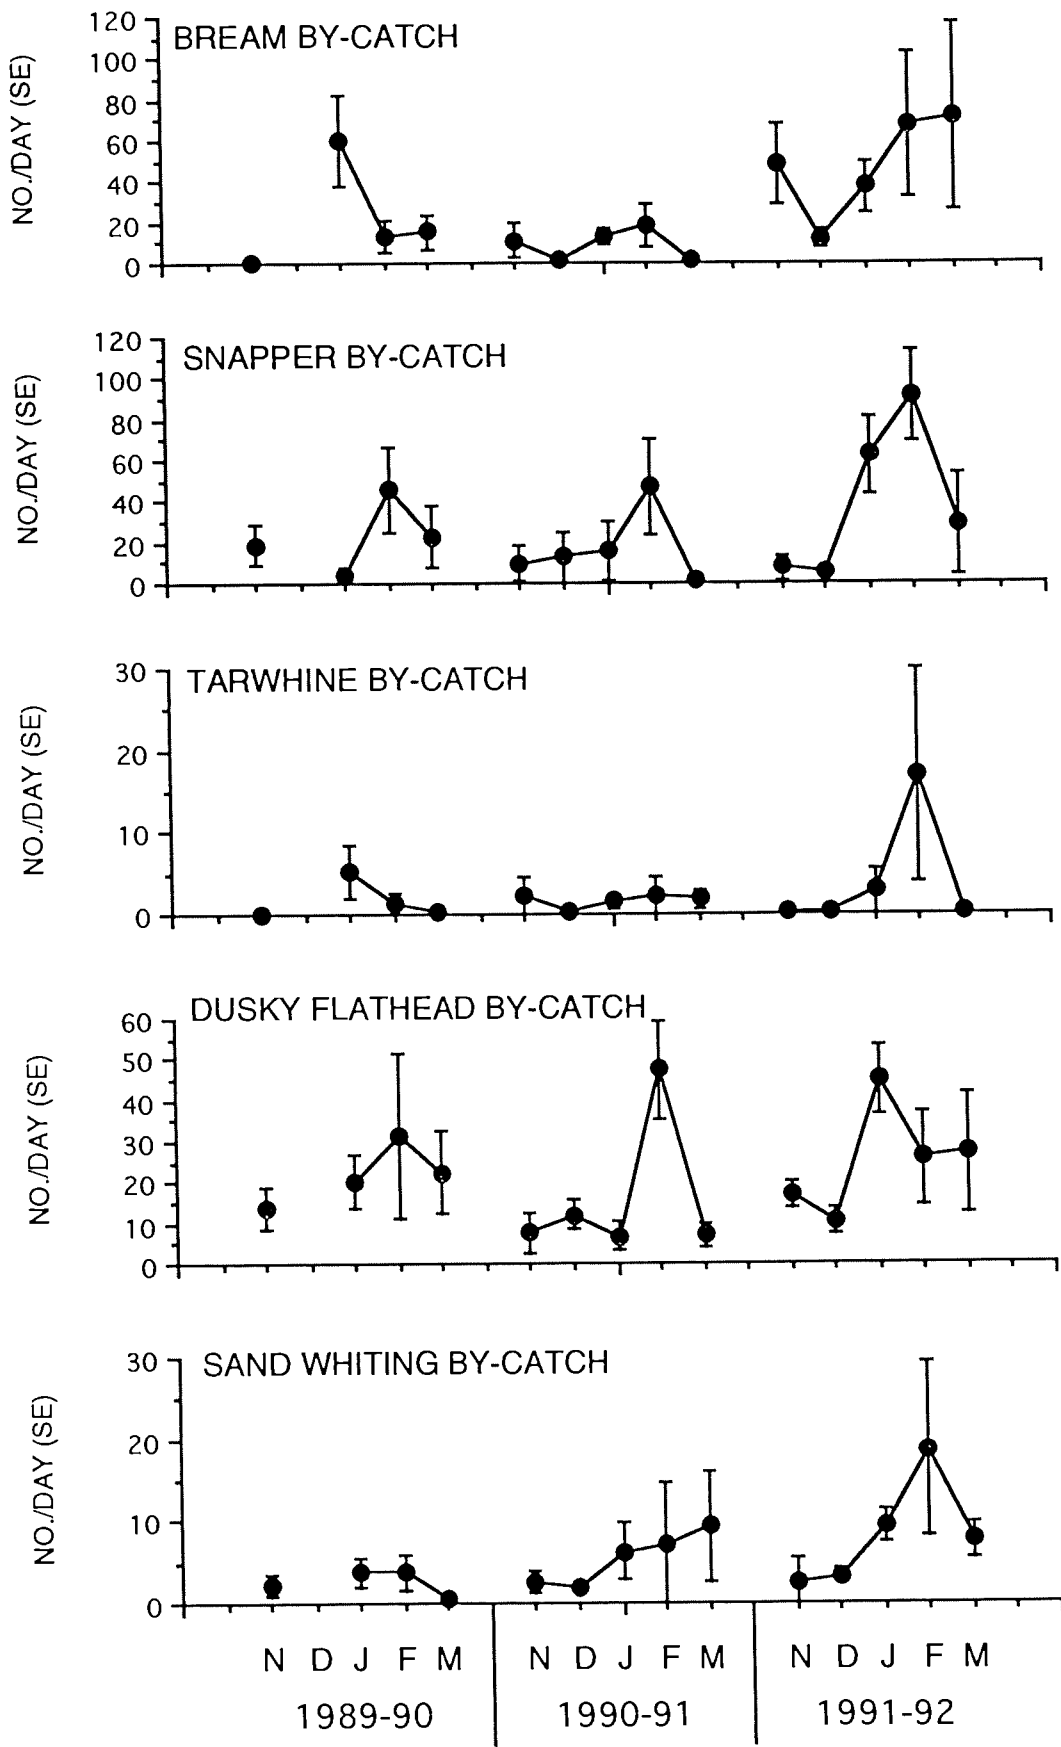 BREAM BY-CATCH
NO./DAY (SE)
120
100
80
60
40
20
0
SNAPPER BY-CATCH
NO./DAY (SE)
120
100
80
60
40
20
0
TARWHINE BY-CATCH
NO./DAY (SE)
30
20
10
0
DUSKY FLATHEAD BY-CATCH
NO./DAY (SE)
60
50
40
30
20
10
0
SAND WHITING BY-CATCH
NO./DAY (SE)
30
20
10
0
N D J F M N D J F M N D J F M
1989-90 1990-91 1991-92